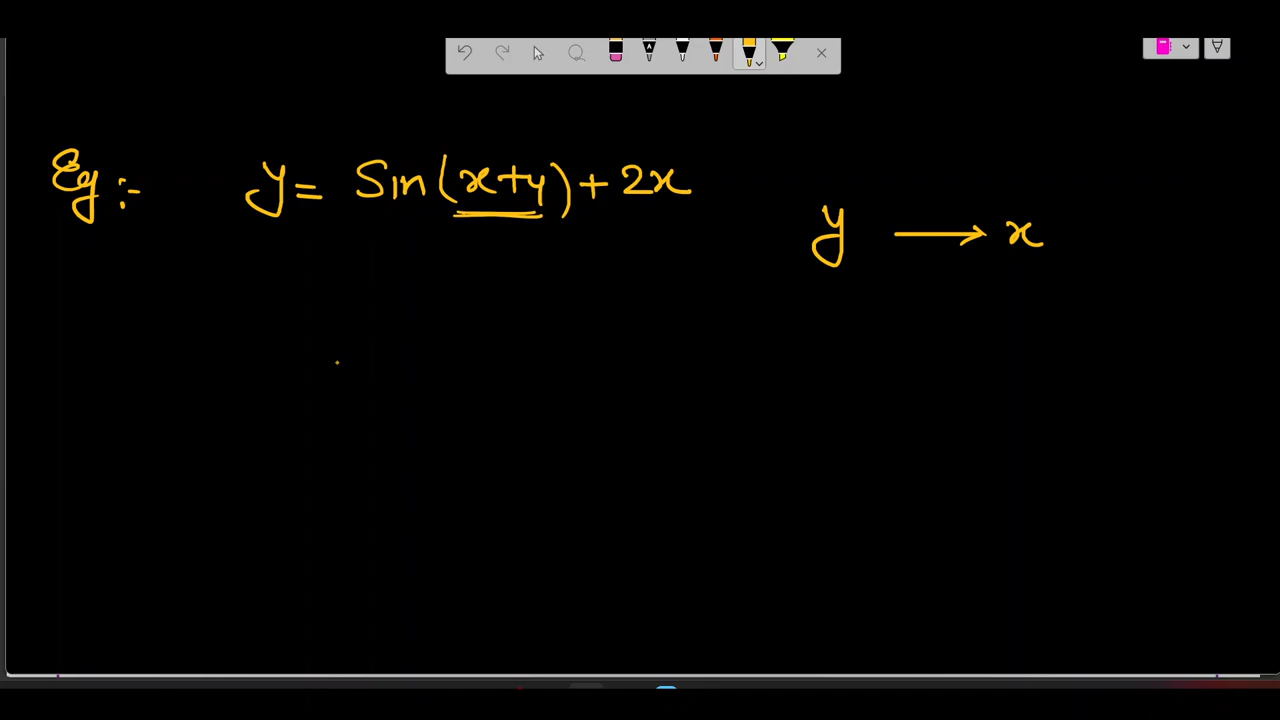 Eg :- y = Sin(x+y) + 2x
y ⟶ x